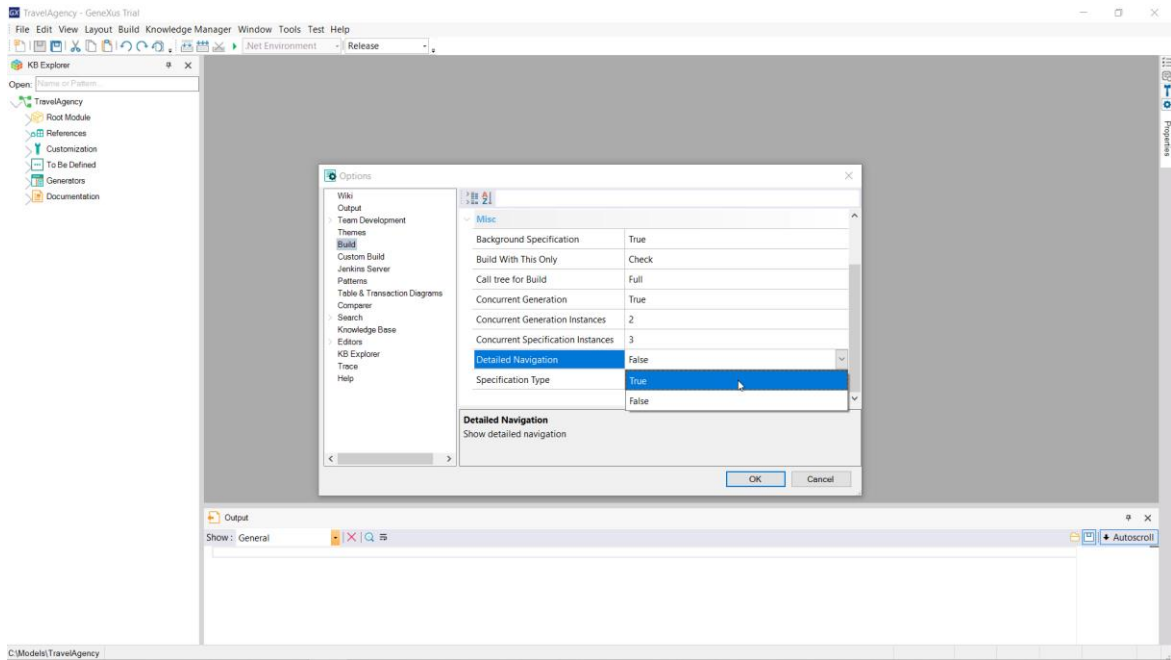 TravelAgency - GeneXus Trial
File Edit View Layout Build Knowledge Manager Window Tools Test Help
.Net Environment Release
KB Explorer
Open: Name or Pattern...
TravelAgency
Root Module
References
Customization
To Be Defined
Generators
Documentation
Properties
Options
Wiki
Output
Team Development
Themes
Build
Custom Build
Jenkins Server
Patterns
Table & Transaction Diagrams
Comparer
Search
Knowledge Base
Editors
KB Explorer
Trace
Help
Misc
Background Specification True
Build With This Only Check
Call tree for Build Full
Concurrent Generation True
Concurrent Generation Instances 2
Concurrent Specification Instances 3
Detailed Navigation False
Specification Type True
False
Detailed Navigation
Show detailed navigation
OK Cancel
Output
Show: General
Autoscroll
C:\Models\TravelAgency